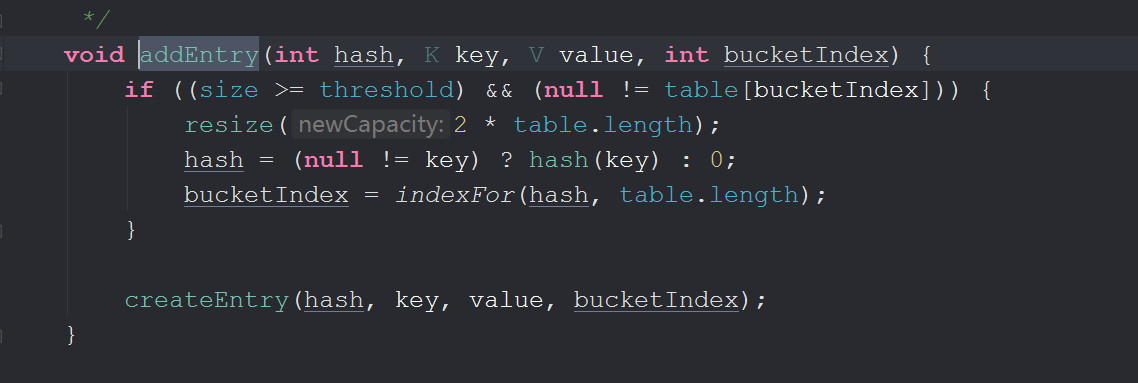 */
void addEntry(int hash, K key, V value, int bucketIndex) {
if ((size >= threshold) && (null != table[bucketIndex])) {
resize( newCapacity: 2 * table.length);
hash = (null != key) ? hash(key) : 0;
bucketIndex = indexFor(hash, table.length);
}
createEntry(hash, key, value, bucketIndex);
}